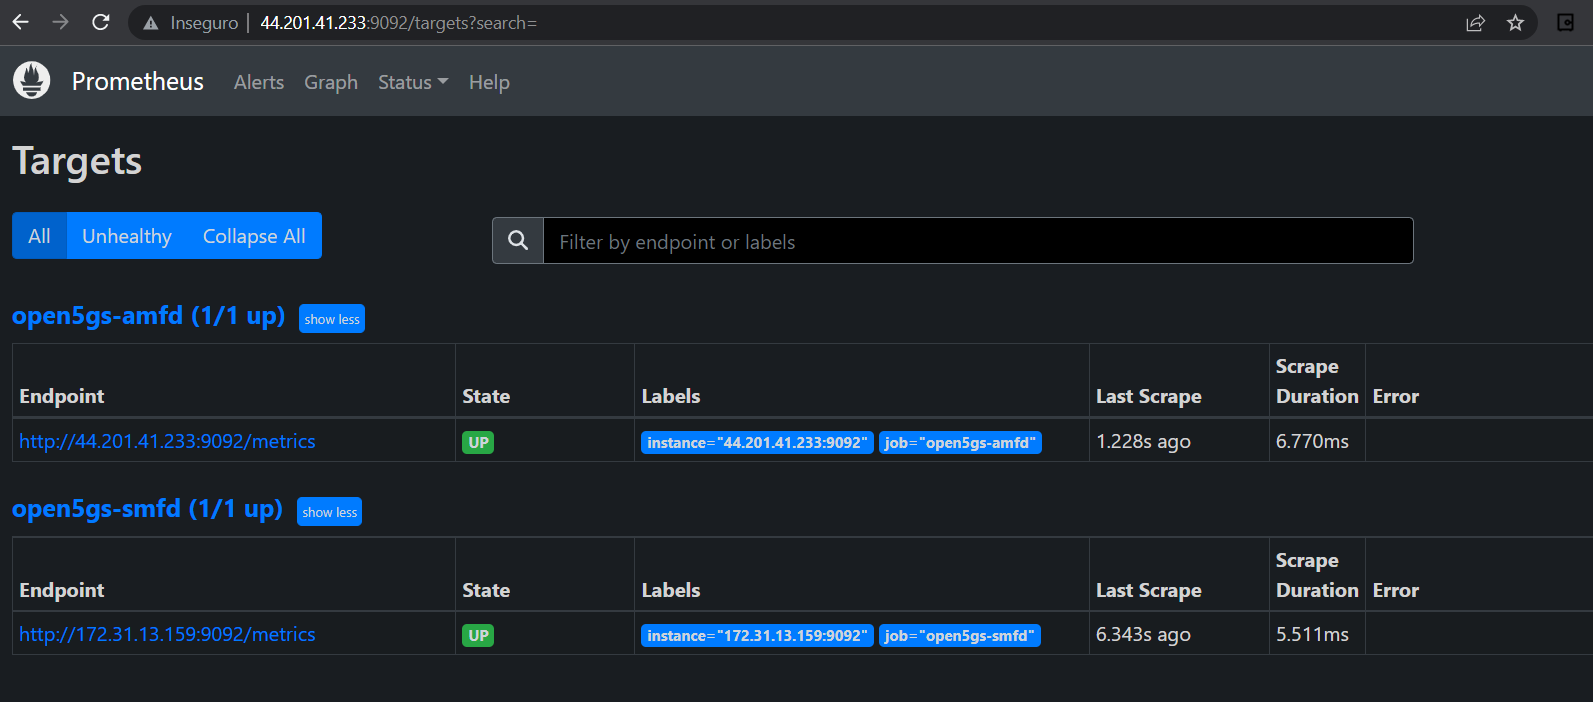 Inseguro | 44.201.41.233:9092/targets?search=
Prometheus Alerts Graph Status Help
Targets
All Unhealthy Collapse All Filter by endpoint or labels
open5gs-amfd (1/1 up) show less
Endpoint State Labels Last Scrape Scrape Duration Error
http://44.201.41.233:9092/metrics UP instance="44.201.41.233:9092" job="open5gs-amfd" 1.228s ago 6.770ms
open5gs-smfd (1/1 up) show less
Endpoint State Labels Last Scrape Scrape Duration Error
http://172.31.13.159:9092/metrics UP instance="172.31.13.159:9092" job="open5gs-smfd" 6.343s ago 5.511ms